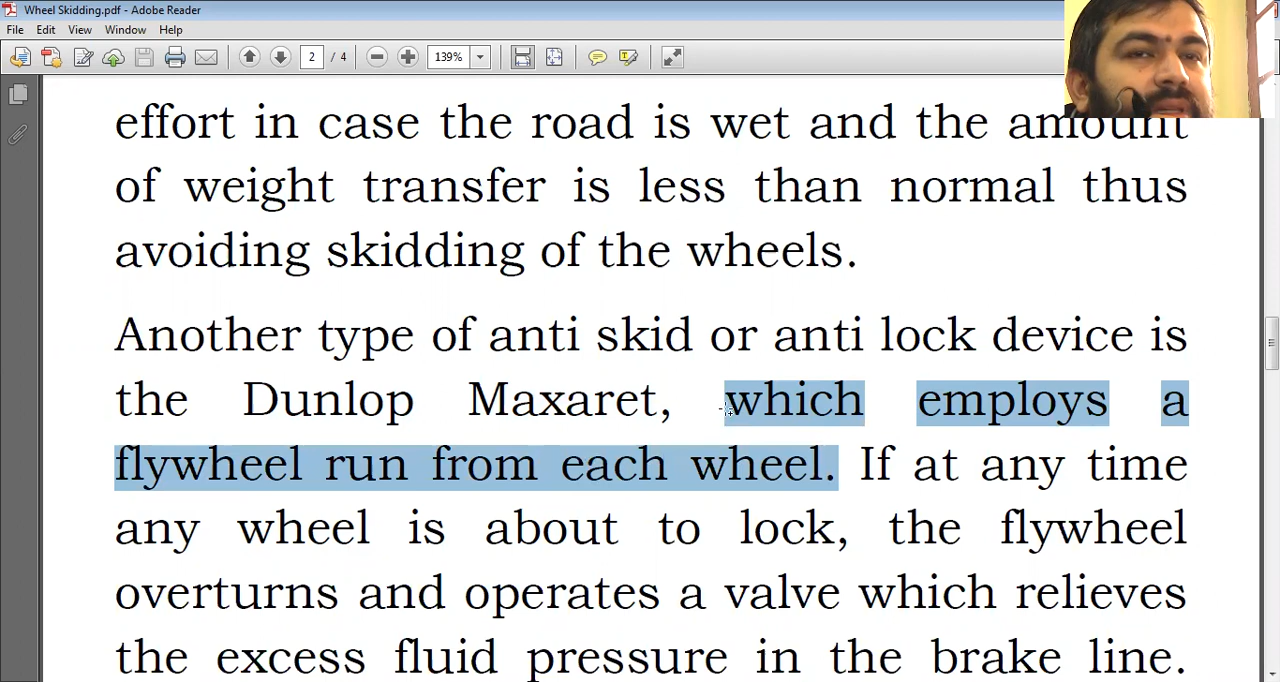 Wheel Skidding.pdf - Adobe Reader
File Edit View Window Help
2 / 4 139%
effort in case the road is wet and the amount
of weight transfer is less than normal thus
avoiding skidding of the wheels.
Another type of anti skid or anti lock device is
the Dunlop Maxaret, which employs a
flywheel run from each wheel. If at any time
any wheel is about to lock, the flywheel
overturns and operates a valve which relieves
the excess fluid pressure in the brake line.